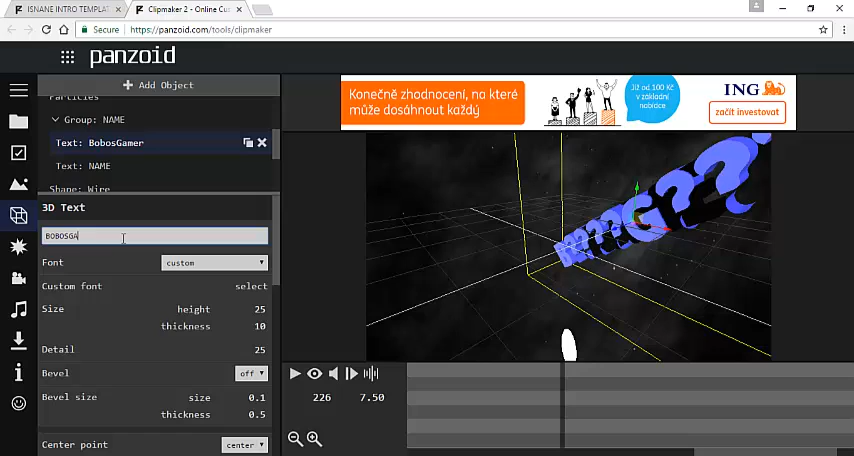 ISNANE INTRO TEMPLAT
Clipmaker 2 - Online Cu
Secure
https://panzoid.com/tools/clipmaker
panzoid
Add Object
Particles
Group: NAME
Text: BobosGamer
Text: NAME
Shape: Wire
3D Text
BOBOSGA
Font custom
Custom font select
Size height 25
thickness 10
Detail 25
Bevel off
Bevel size size 0.1
thickness 0.5
Center point center
Konečně zhodnocení, na které
může dosáhnout každý
Již od 100 Kč
v základní
nabídce
ING
začít investovat
226 7.50